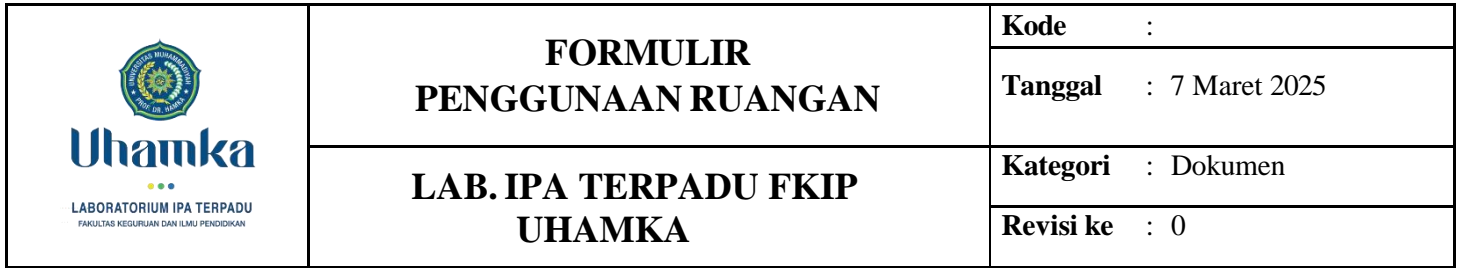 UNIVERSITAS MUHAMMADIYAH
PROF. DR. HAMKA
Uhamka
LABORATORIUM IPA TERPADU
FAKULTAS KEGURUAN DAN ILMU PENDIDIKAN
FORMULIR
PENGGUNAAN RUANGAN
LAB. IPA TERPADU FKIP
UHAMKA
Kode :
Tanggal : 7 Maret 2025
Kategori : Dokumen
Revisi ke : 0